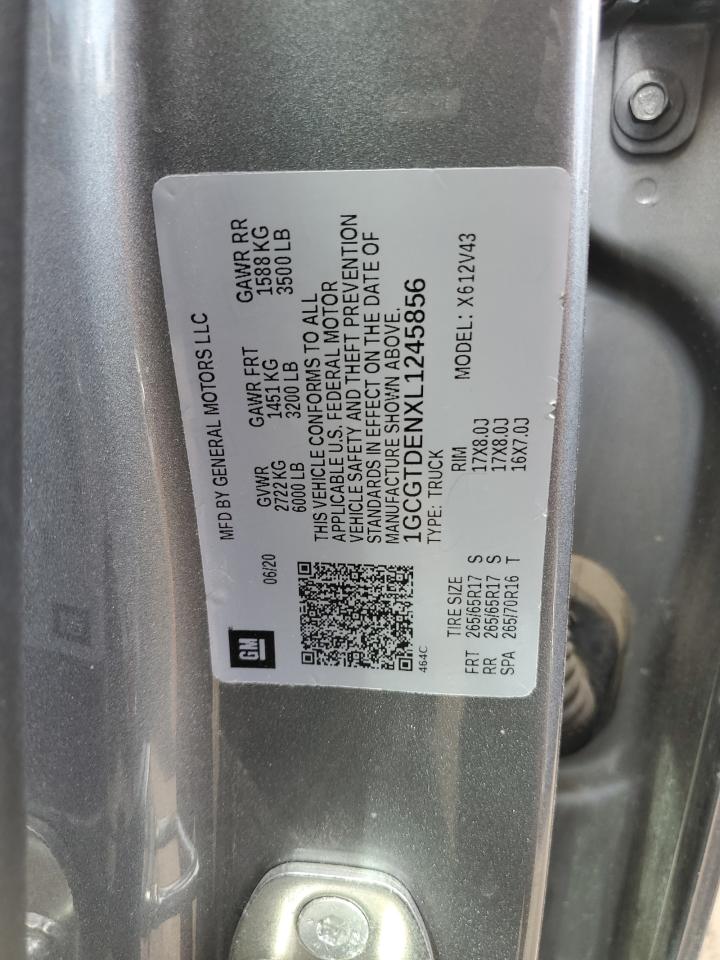 MFD BY GENERAL MOTORS LLC
GM
06/20
GVWR GAWR FRT GAWR RR
2722 KG 1451 KG 1588 KG
6000 LB 3200 LB 3500 LB
THIS VEHICLE CONFORMS TO ALL
APPLICABLE U.S. FEDERAL MOTOR
VEHICLE SAFETY AND THEFT PREVENTION
STANDARDS IN EFFECT ON THE DATE OF
MANUFACTURE SHOWN ABOVE.
1GCGTDENXL1245856
464C
TYPE: TRUCK
MODEL: X612V43
TIRE SIZE RIM
FRT 265/65R17 S 17X8.0J
RR 265/65R17 S 17X8.0J
SPA 265/70R16 T 16X7.0J